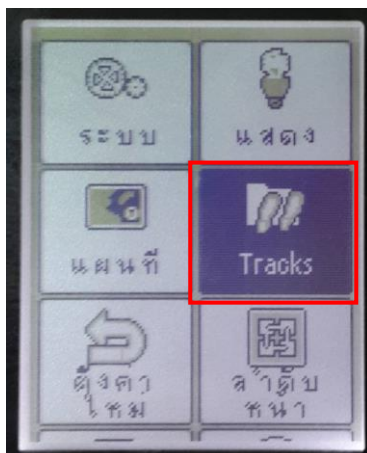 ระบบ
แสดง
แผนที่
Tracks
ตั้งค่า
ใหม่
ลำดับ
หน้า